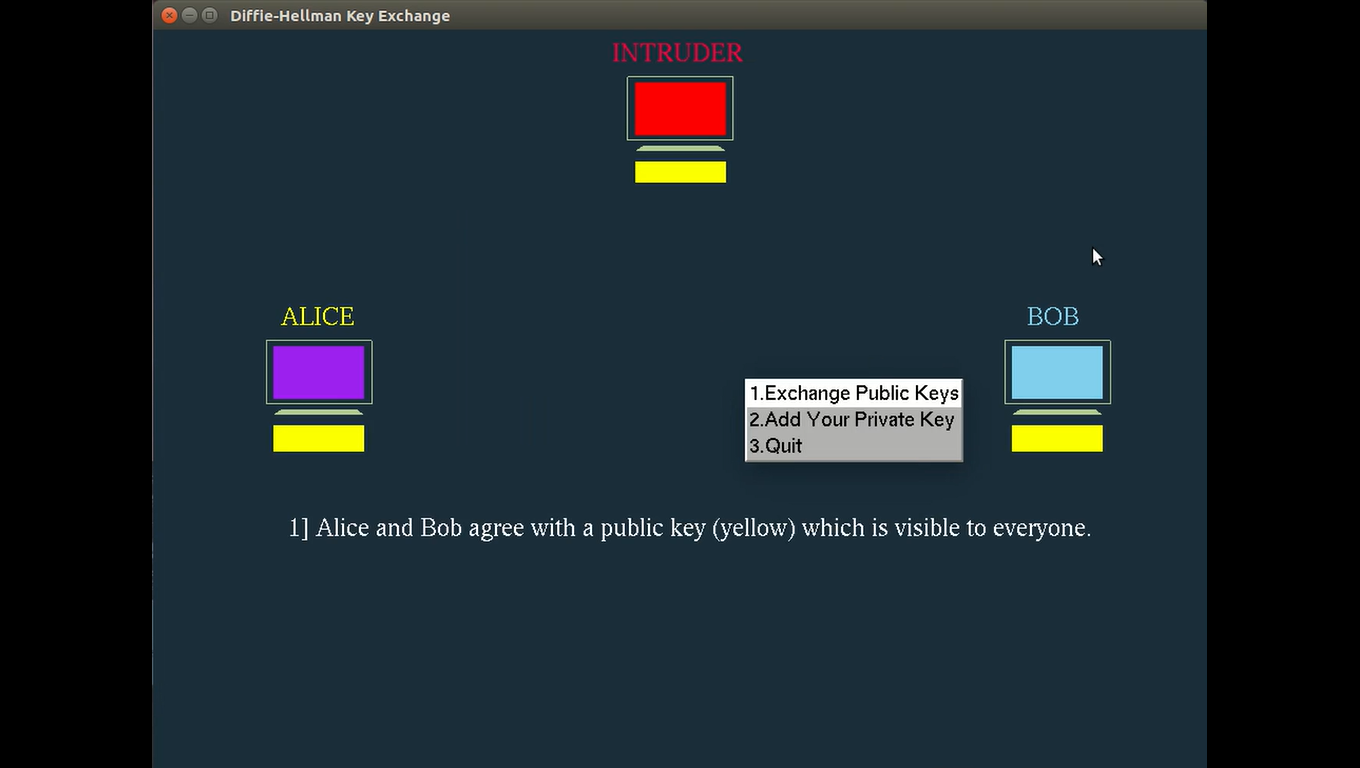 Diffie-Hellman Key Exchange
INTRUDER
ALICE
BOB
1.Exchange Public Keys
2.Add Your Private Key
3.Quit
1] Alice and Bob agree with a public key (yellow) which is visible to everyone.